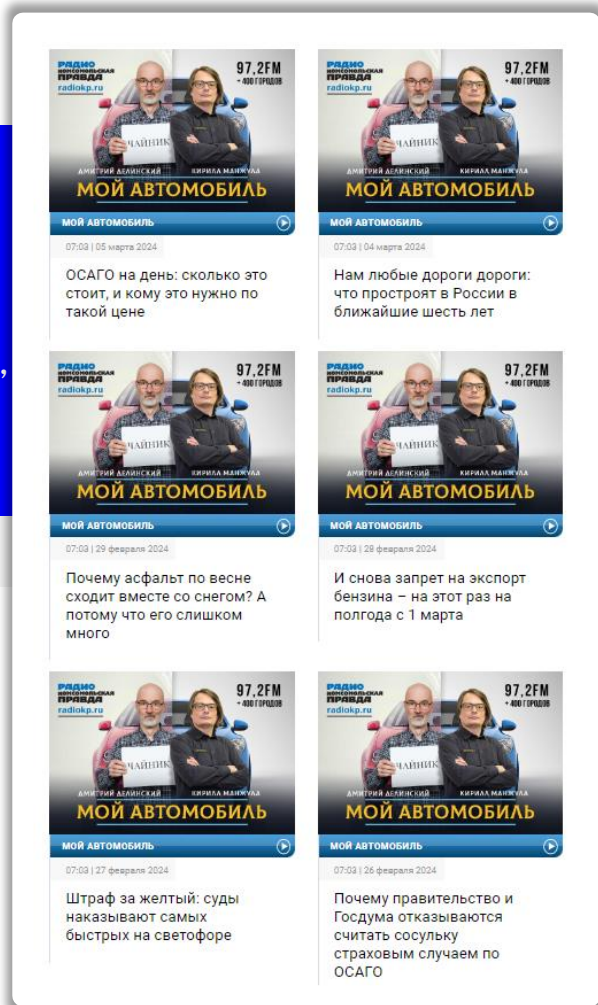 РАДИО
КОМСОМОЛЬСКАЯ
ПРАВДА
radiokp.ru
97,2FM
+ 400 ГОРОДОВ
ЧАЙНИК
ДМИТРИЙ ДЕЛИНСКИЙ
КИРИЛЛ МАНЖУЛА
МОЙ АВТОМОБИЛЬ
МОЙ АВТОМОБИЛЬ
07:03 | 05 марта 2024
ОСАГО на день: сколько это
стоит, и кому это нужно по
такой цене
РАДИО
КОМСОМОЛЬСКАЯ
ПРАВДА
radiokp.ru
97,2FM
+ 400 ГОРОДОВ
ЧАЙНИК
ДМИТРИЙ ДЕЛИНСКИЙ
КИРИЛЛ МАНЖУЛА
МОЙ АВТОМОБИЛЬ
МОЙ АВТОМОБИЛЬ
07:03 | 04 марта 2024
Нам любые дороги дороги:
что простроят в России в
ближайшие шесть лет
,
РАДИО
КОМСОМОЛЬСКАЯ
ПРАВДА
radiokp.ru
97,2FM
+ 400 ГОРОДОВ
ЧАЙНИК
ДМИТРИЙ ДЕЛИНСКИЙ
КИРИЛЛ МАНЖУЛА
МОЙ АВТОМОБИЛЬ
МОЙ АВТОМОБИЛЬ
07:03 | 29 февраля 2024
Почему асфальт по весне
сходит вместе со снегом? А
потому что его слишком
много
РАДИО
КОМСОМОЛЬСКАЯ
ПРАВДА
radiokp.ru
97,2FM
+ 400 ГОРОДОВ
ЧАЙНИК
ДМИТРИЙ ДЕЛИНСКИЙ
КИРИЛЛ МАНЖУЛА
МОЙ АВТОМОБИЛЬ
МОЙ АВТОМОБИЛЬ
07:03 | 28 февраля 2024
И снова запрет на экспорт
бензина – на этот раз на
полгода с 1 марта
РАДИО
КОМСОМОЛЬСКАЯ
ПРАВДА
radiokp.ru
97,2FM
+ 400 ГОРОДОВ
ЧАЙНИК
ДМИТРИЙ ДЕЛИНСКИЙ
КИРИЛЛ МАНЖУЛА
МОЙ АВТОМОБИЛЬ
МОЙ АВТОМОБИЛЬ
07:03 | 27 февраля 2024
Штраф за желтый: суды
наказывают самых
быстрых на светофоре
РАДИО
КОМСОМОЛЬСКАЯ
ПРАВДА
radiokp.ru
97,2FM
+ 400 ГОРОДОВ
ЧАЙНИК
ДМИТРИЙ ДЕЛИНСКИЙ
КИРИЛЛ МАНЖУЛА
МОЙ АВТОМОБИЛЬ
МОЙ АВТОМОБИЛЬ
07:03 | 26 февраля 2024
Почему правительство и
Госдума отказываются
считать сосульку
страховым случаем по
ОСАГО